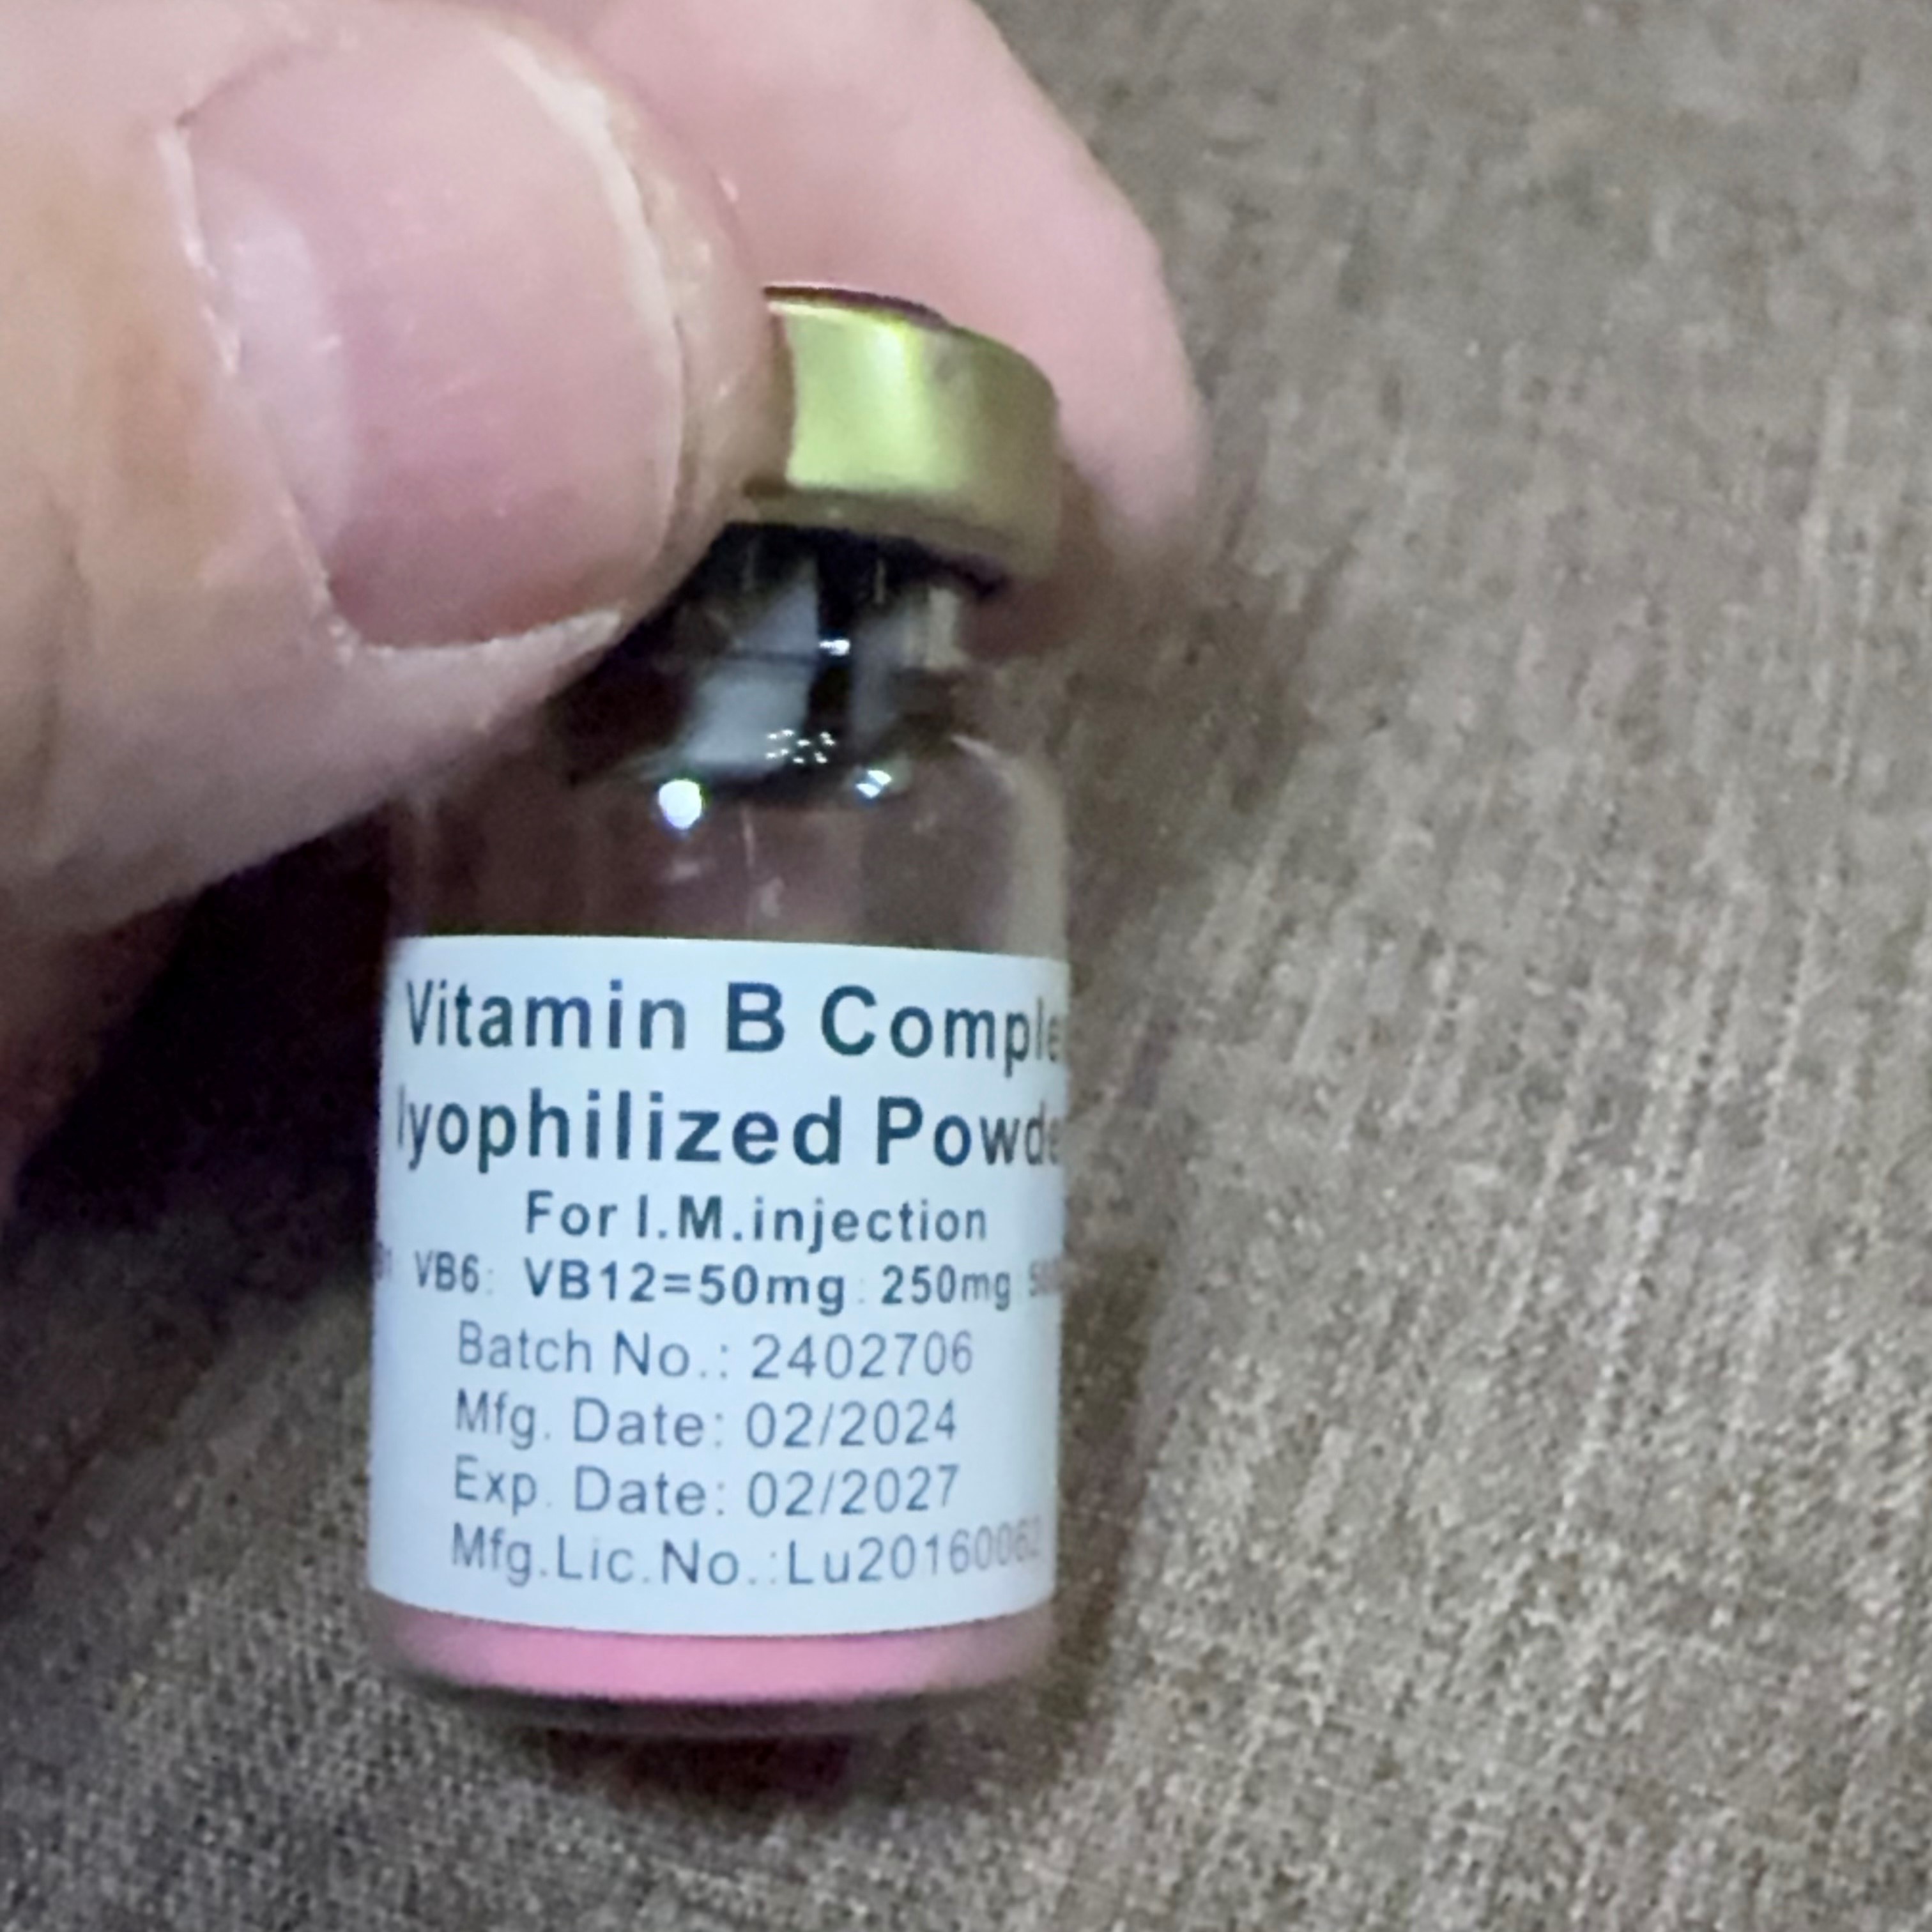 Vitamin B Comple
lyophilized Powde
For I.M.injection
VB6: VB12=50mg : 250mg
Batch No.: 2402706
Mfg. Date: 02/2024
Exp. Date: 02/2027
Mfg.Lic.No.:Lu2016006